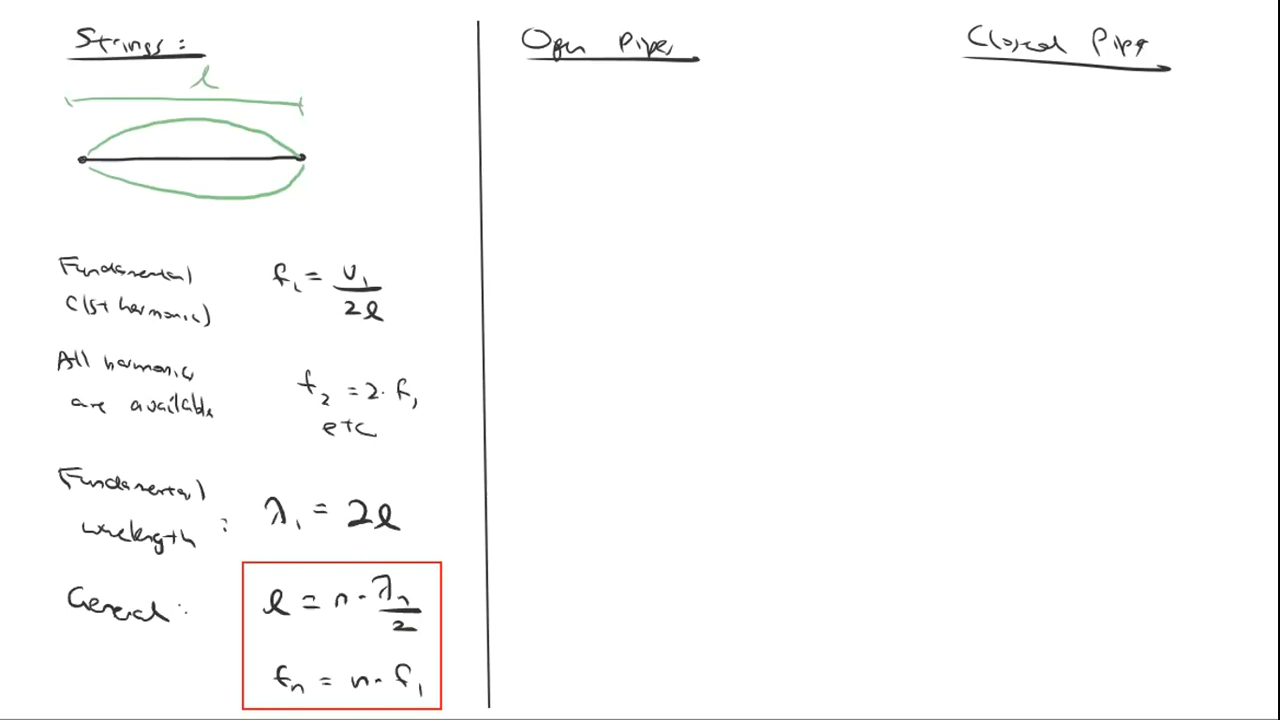 Strings:
l
Fundamental
(1st harmonic)
f₁ = v₁/2l
All harmonics
are available
f₂ = 2·f₁
etc
Fundamental
wavelength :
λ₁ = 2l
General:
l = n·λₙ/2
fₙ = n·f₁
Open Pipes
Closed Pipe